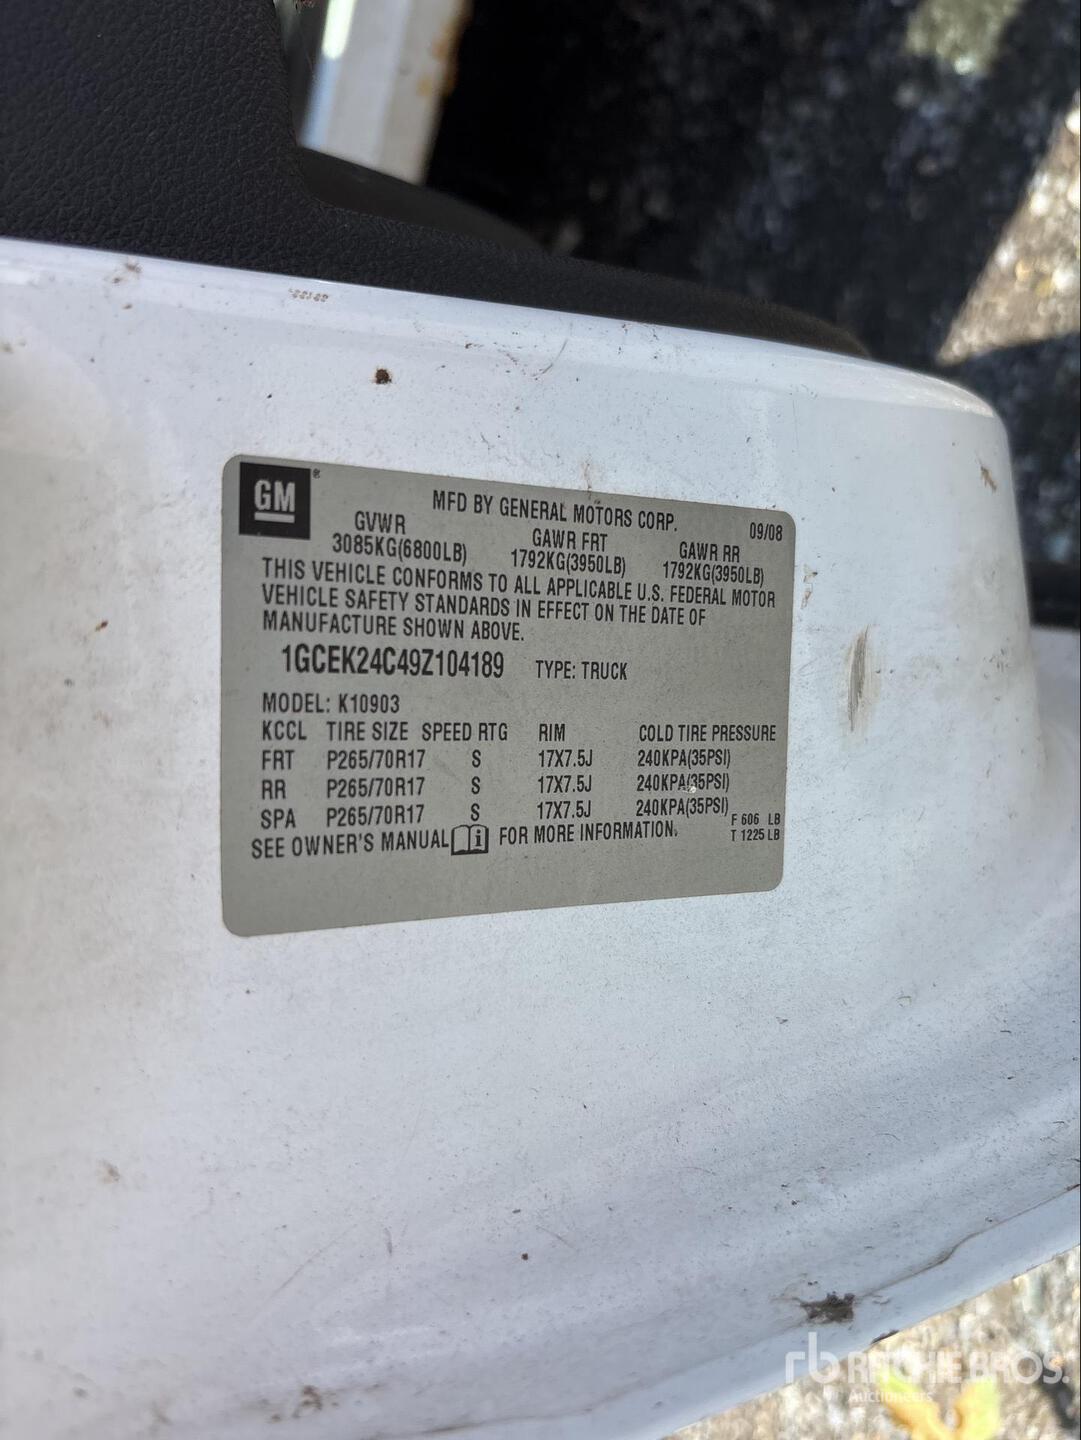 GM ®
MFD BY GENERAL MOTORS CORP. 09/08
GVWR GAWR FRT GAWR RR
3085KG(6800LB) 1792KG(3950LB) 1792KG(3950LB)
THIS VEHICLE CONFORMS TO ALL APPLICABLE U.S. FEDERAL MOTOR
VEHICLE SAFETY STANDARDS IN EFFECT ON THE DATE OF
MANUFACTURE SHOWN ABOVE.
1GCEK24C49Z104189 TYPE: TRUCK
MODEL: K10903
KCCL TIRE SIZE SPEED RTG RIM COLD TIRE PRESSURE
FRT P265/70R17 S 17X7.5J 240KPA(35PSI)
RR P265/70R17 S 17X7.5J 240KPA(35PSI)
SPA P265/70R17 S 17X7.5J 240KPA(35PSI)
F 606 LB
T 1225 LB
SEE OWNER'S MANUAL FOR MORE INFORMATION.
rb RITCHIE BROS.
Auctioneers